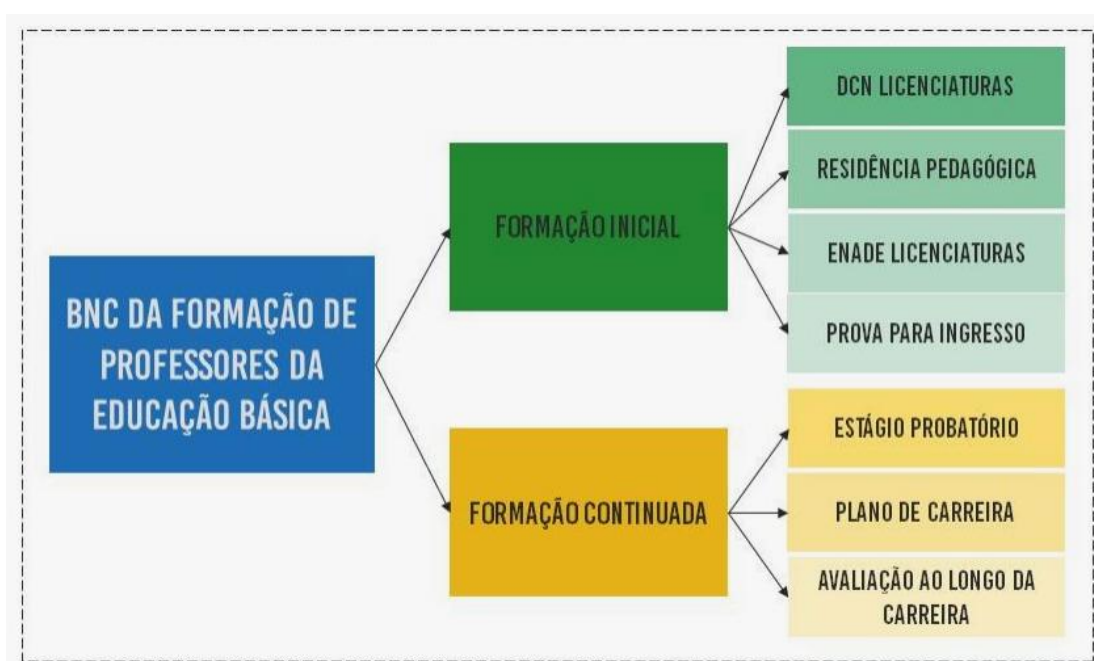 BNC DA FORMAÇÃO DE
PROFESSORES DA
EDUCAÇÃO BÁSICA
FORMAÇÃO INICIAL
DCN LICENCIATURAS
RESIDÊNCIA PEDAGÓGICA
ENADE LICENCIATURAS
PROVA PARA INGRESSO
FORMAÇÃO CONTINUADA
ESTÁGIO PROBATÓRIO
PLANO DE CARREIRA
AVALIAÇÃO AO LONGO DA
CARREIRA